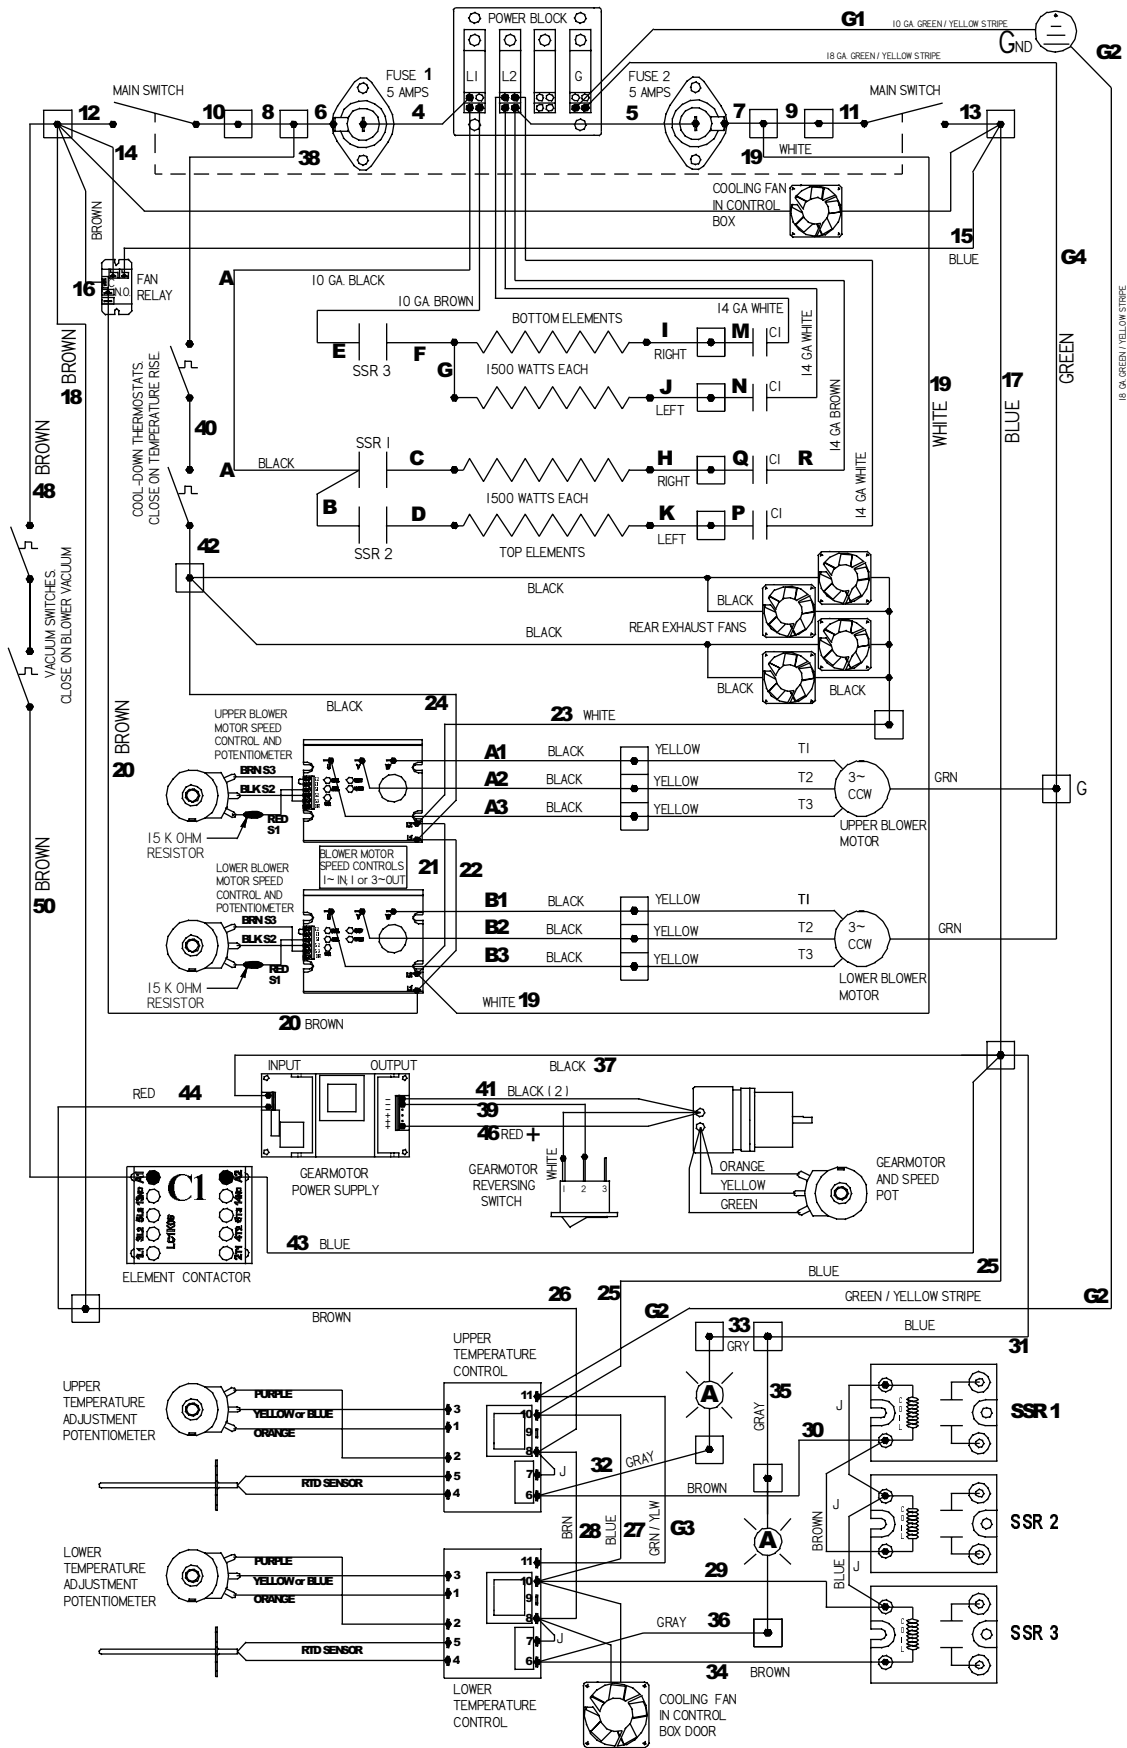 POWER BLOCK
G1
10 GA. GREEN / YELLOW STRIPE
GND
G2
18 GA. GREEN / YELLOW STRIPE
FUSE 1
5 AMPS
L1
L2
G
FUSE 2
5 AMPS
MAIN SWITCH
MAIN SWITCH
12
10
8
6
4
5
7
9
11
13
14
38
19
WHITE
COOLING FAN
IN CONTROL
BOX
BROWN
15
BLUE
16
FAN
RELAY
N.O.
A
10 GA. BLACK
10 GA. BROWN
G4
18 GA. GREEN / YELLOW STRIPE
14 GA WHITE
14 GA WHITE
14 GA BROWN
14 GA WHITE
BOTTOM ELEMENTS
E
SSR 3
F
G
1500 WATTS EACH
I
RIGHT
M
C1
J
LEFT
N
C1
18
BROWN
COOL-DOWN THERMOSTATS.
CLOSE ON TEMPERATURE RISE.
40
A
BLACK
SSR 1
B
SSR 2
C
D
1500 WATTS EACH
TOP ELEMENTS
H
RIGHT
Q
C1
R
K
LEFT
P
C1
19
WHITE
17
BLUE
GREEN
BROWN
48
42
VACUUM SWITCHES.
CLOSE ON BLOWER VACUUM
BLACK
BLACK
BLACK
REAR EXHAUST FANS
BLACK
BLACK
BROWN
20
BLACK
24
23 WHITE
UPPER BLOWER
MOTOR SPEED
CONTROL AND
POTENTIOMETER
BRN S3
BLK S2
RED
S1
15 K OHM
RESISTOR
A1 BLACK YELLOW T1
A2 BLACK YELLOW T2
A3 BLACK YELLOW T3
3~
CCW
GRN
G
UPPER BLOWER
MOTOR
BLOWER MOTOR
SPEED CONTROLS
1~ IN, 1 or 3~OUT
21
22
BROWN
50
LOWER BLOWER
MOTOR SPEED
CONTROL AND
POTENTIOMETER
BRN S3
BLK S2
RED
S1
15 K OHM
RESISTOR
B1 BLACK YELLOW T1
B2 BLACK YELLOW T2
B3 BLACK YELLOW T3
3~
CCW
GRN
LOWER BLOWER
MOTOR
WHITE 19
20 BROWN
BLACK 37
INPUT
OUTPUT
RED 44
41 BLACK ( 2 )
39
46 RED +
GEARMOTOR
POWER SUPPLY
GEARMOTOR
REVERSING
SWITCH
WHITE
1 2 3
ORANGE
YELLOW
GREEN
GEARMOTOR
AND SPEED
POT
A1
C1
A2
LC1K09
ELEMENT CONTACTOR
43 BLUE
BLUE
25
26
25
G2
GREEN / YELLOW STRIPE
G2
BROWN
33
GRY
BLUE
31
UPPER
TEMPERATURE
CONTROL
UPPER
TEMPERATURE
ADJUSTMENT
POTENTIOMETER
PURPLE
YELLOW or BLUE
ORANGE
RTD SENSOR
3
1
2
5
4
11
10
9
8
7
6
J
A
32
GRAY
35
GRAY
30
BROWN
J
COIL
SSR 1
28
BRN
27
BLUE
G3
GRN / YLW
A
BROWN
J
COIL
SSR 2
BLUE
J
LOWER
TEMPERATURE
ADJUSTMENT
POTENTIOMETER
PURPLE
YELLOW or BLUE
ORANGE
RTD SENSOR
3
1
2
5
4
11
10
9
8
7
6
J
29
GRAY
36
34
BROWN
COIL
SSR 3
LOWER
TEMPERATURE
CONTROL
COOLING FAN
IN CONTROL
BOX DOOR